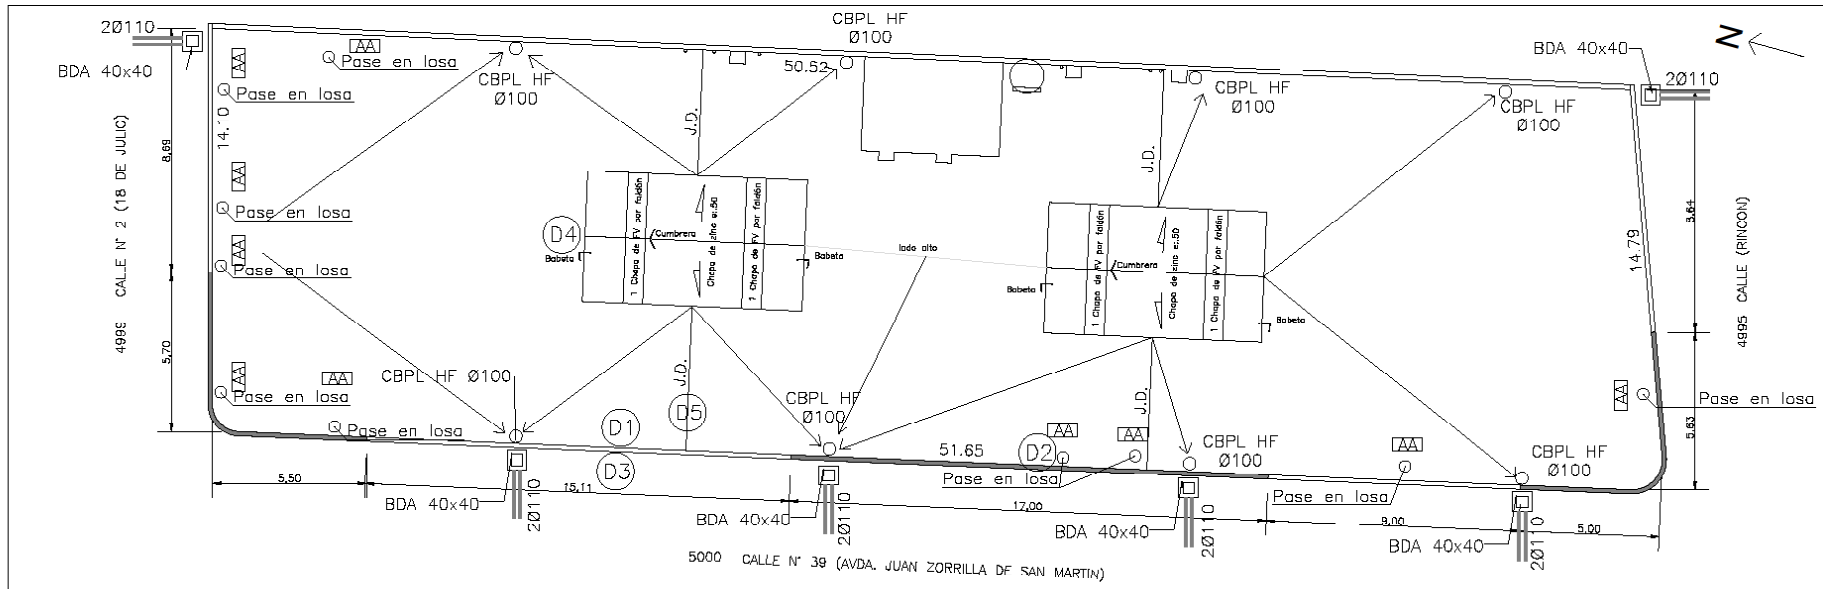 CBPL HF
Ø100
N
2Ø110
BDA 40x40
BDA 40x40
2Ø110
AA
AA
Pase en losa
Pase en losa
CBPL HF
Ø100
50.52
CBPL HF
Ø100
CBPL HF
Ø100
14.10
8,69
J.D.
J.D.
AA
Pase en losa
AA
Pase en losa
4999 CALLE N° 2 (18 DE JULIC)
D4
Babeta
1 Chapa de FV por faldón
Cumbrera
Chapa de zinc e:.50
1 Chapa de FV por faldón
Babeta
lado alto
Babeta
1 Chapa de FV por faldón
Cumbrera
Chapa de zinc e:.50
1 Chapa de FV por faldón
Babeta
14.79
4995 CALLE (RINCON)
5,70
AA
Pase en losa
AA
CBPL HF Ø100
J.D.
D5
CBPL HF
Ø100
J.D.
AA
Pase en losa
5.63
Pase en losa
D1
D3
51.65
D2
AA
AA
Pase en losa
CBPL HF
Ø100
AA
Pase en losa
CBPL HF
Ø100
5,50
15,11
17,00
9,00
5.00
BDA 40x40
2Ø110
BDA 40x40
2Ø110
BDA 40x40
2Ø110
BDA 40x40
2Ø110
5000 CALLE N° 39 (AVDA. JUAN ZORRILLA DE SAN MARTIN)